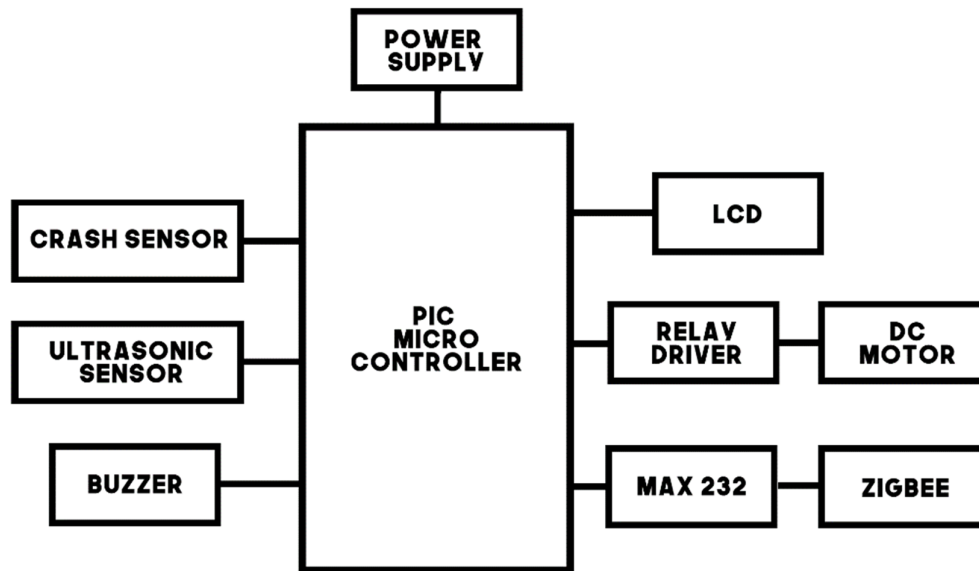 POWER
SUPPLY
CRASH SENSOR
LCD
ULTRASONIC
SENSOR
PIC
MICRO
CONTROLLER
RELAY
DRIVER
DC
MOTOR
BUZZER
MAX 232
ZIGBEE